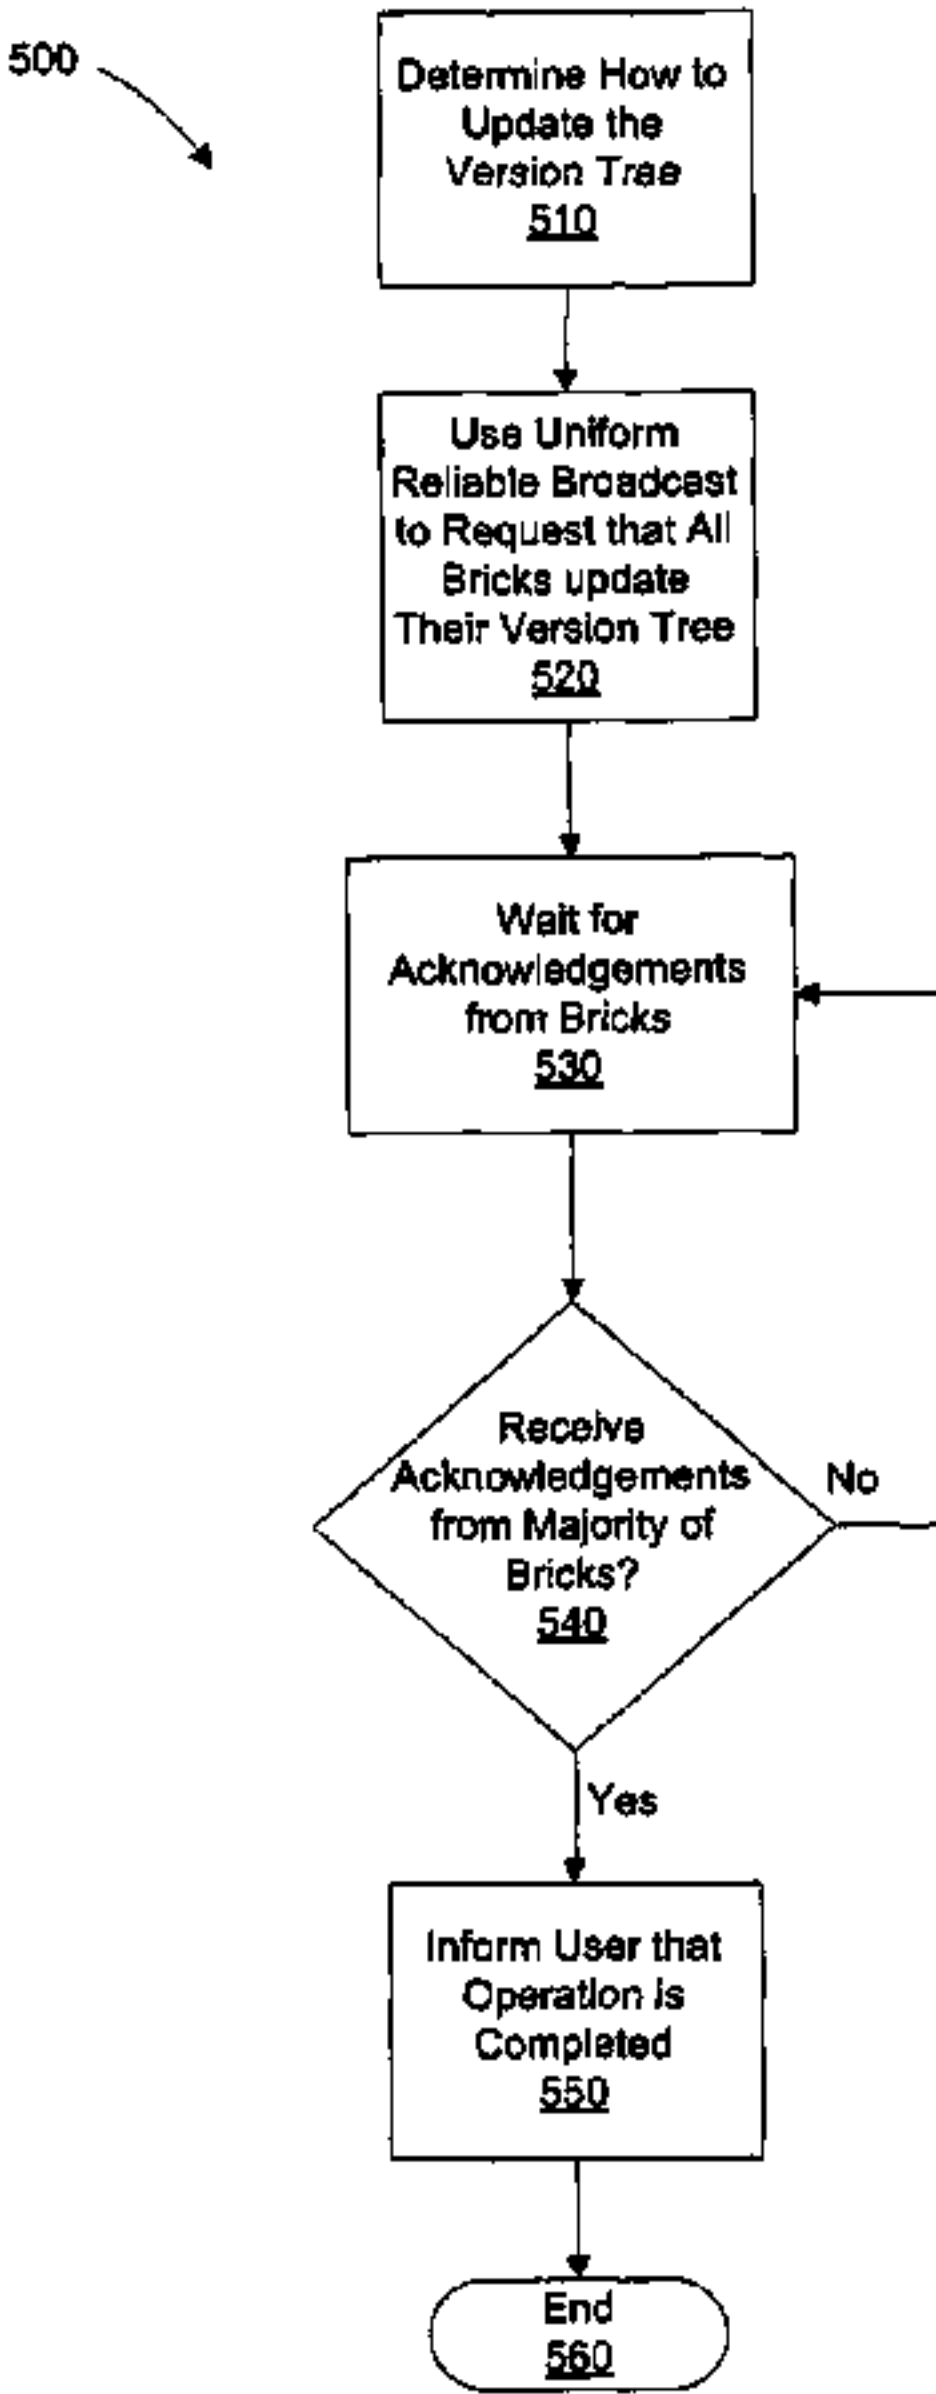 500
Determine How to
Update the
Version Tree
510
Use Uniform
Reliable Broadcast
to Request that All
Bricks update
Their Version Tree
520
Wait for
Acknowledgements
from Bricks
530
Receive
Acknowledgements
from Majority of
Bricks?
540
No
Yes
Inform User that
Operation is
Completed
550
End
560